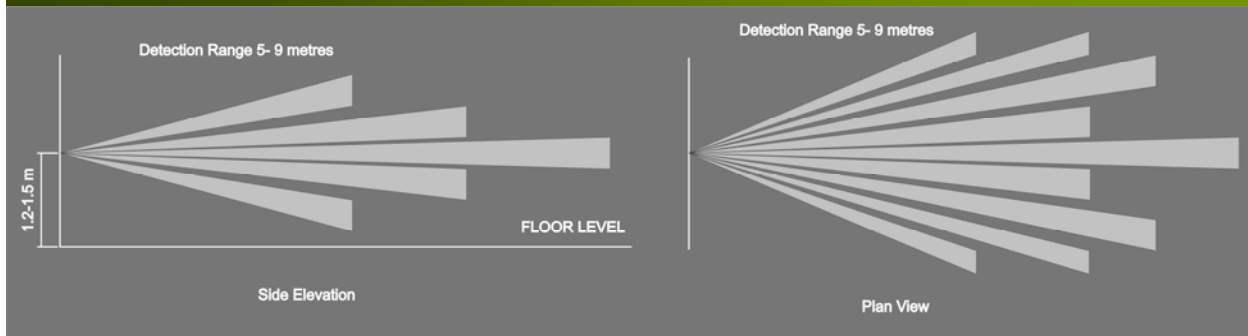 Detection Range 5- 9 metres
1.2-1.5 m
FLOOR LEVEL
Side Elevation
Detection Range 5- 9 metres
Plan View